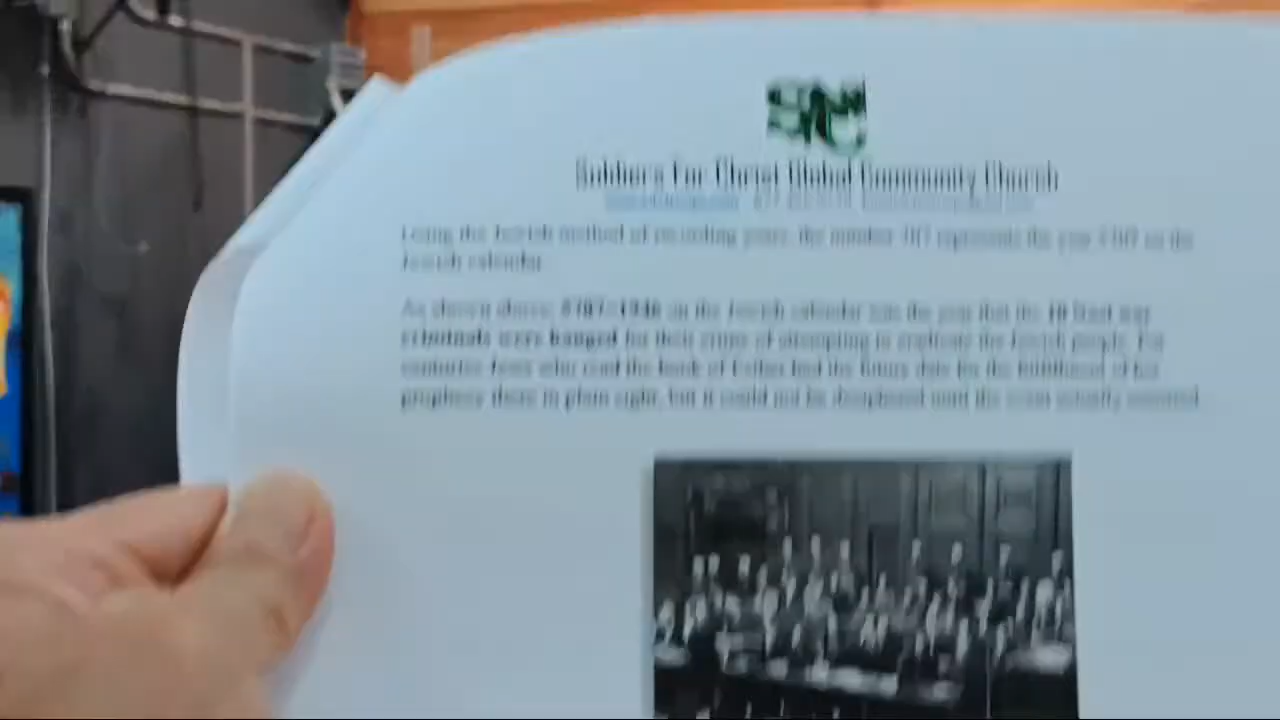 Soldiers For Christ Global Community Church
Using the Jewish method of recording years, the number 707 represents the year 5707 on the
Jewish calendar.
As shown above, 5707=1946 on the Jewish calendar was the year that the 10 Nazi war
criminals were hanged for their crime of attempting to eradicate the Jewish people. For
centuries Jews who read the book of Esther had the future date for the fulfillment of
prophecy there in plain sight, but it could not be deciphered until the event actually occurred.